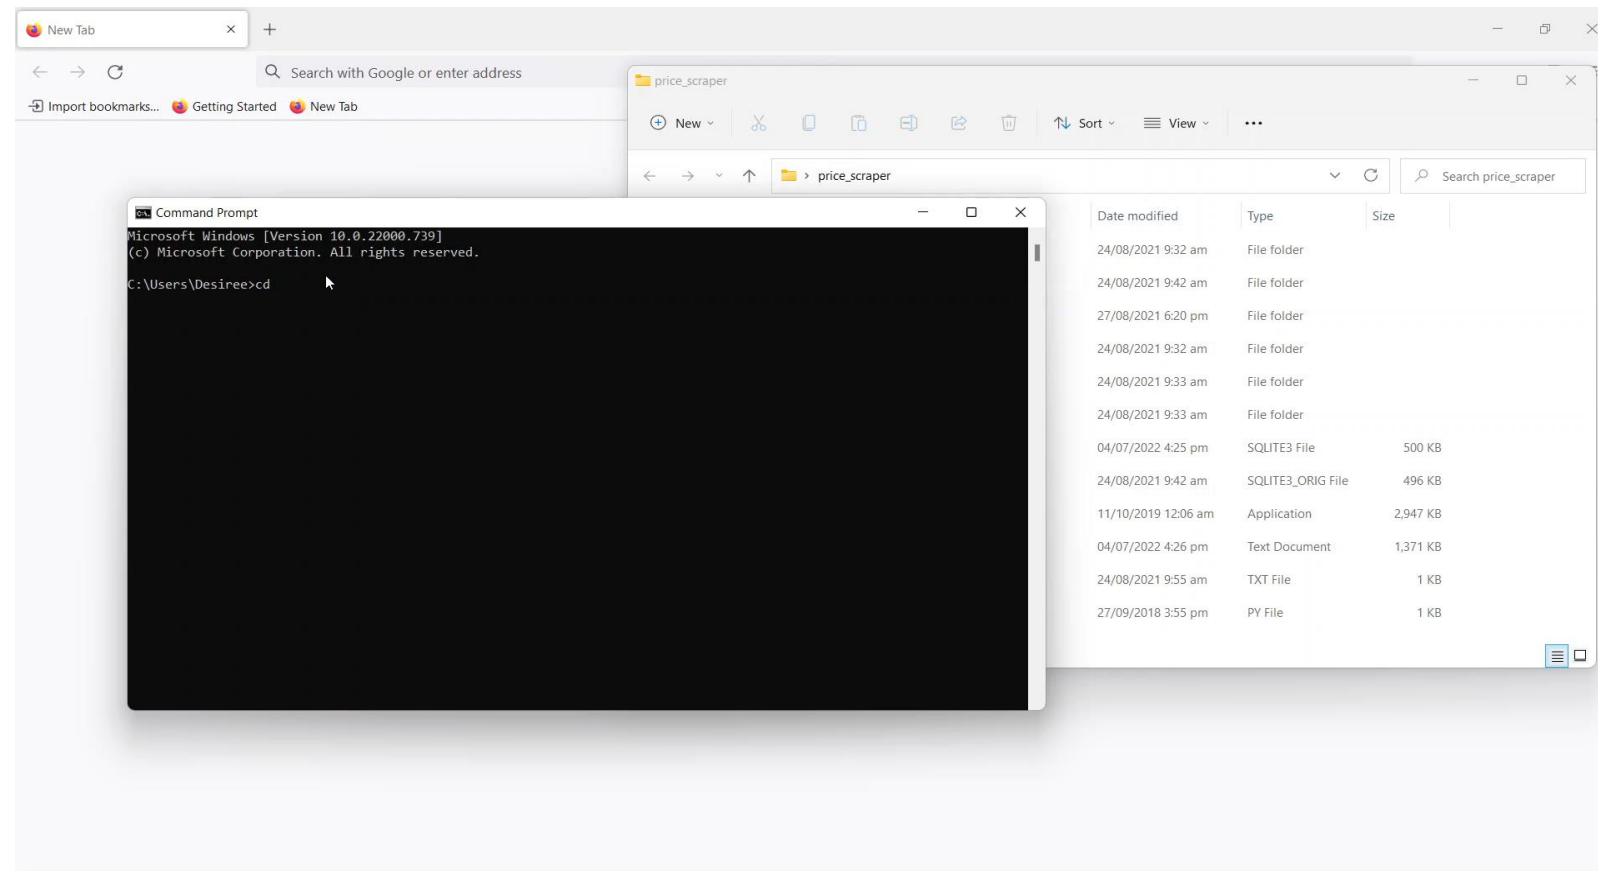 New Tab
Search with Google or enter address
Import bookmarks... Getting Started New Tab
price_scraper
New Sort View
price_scraper Search price_scraper
Command Prompt
Microsoft Windows [Version 10.0.22000.739]
(c) Microsoft Corporation. All rights reserved.
C:\Users\Desiree>cd
Date modified Type Size
24/08/2021 9:32 am File folder
24/08/2021 9:42 am File folder
27/08/2021 6:20 pm File folder
24/08/2021 9:32 am File folder
24/08/2021 9:33 am File folder
24/08/2021 9:33 am File folder
04/07/2022 4:25 pm SQLITE3 File 500 KB
24/08/2021 9:42 am SQLITE3_ORIG File 496 KB
11/10/2019 12:06 am Application 2,947 KB
04/07/2022 4:26 pm Text Document 1,371 KB
24/08/2021 9:55 am TXT File 1 KB
27/09/2018 3:55 pm PY File 1 KB